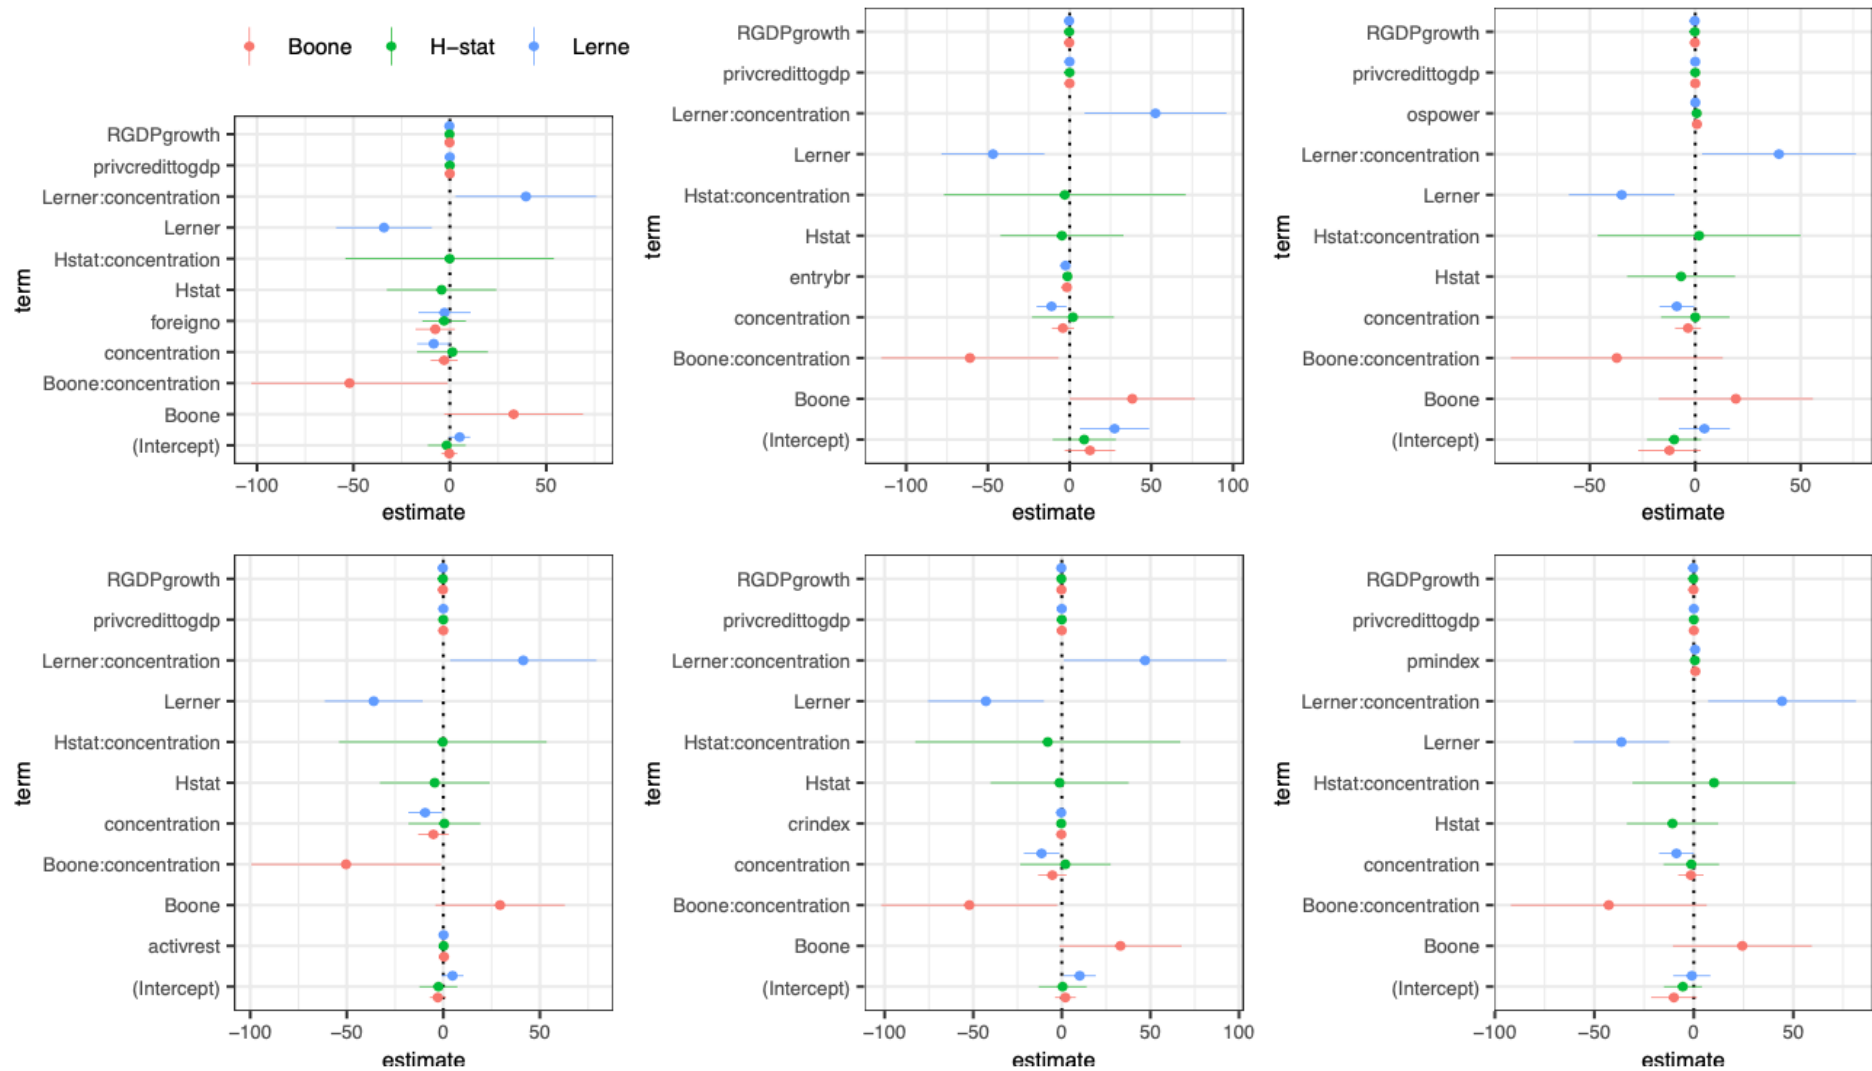 Boone H−stat Lerne
RGDPgrowth
privcredittogdp
Lerner:concentration
Lerner
Hstat:concentration
Hstat
foreigno
concentration
Boone:concentration
Boone
(Intercept)
term
−100 −50 0 50
estimate
RGDPgrowth
privcredittogdp
Lerner:concentration
Lerner
Hstat:concentration
Hstat
entrybr
concentration
Boone:concentration
Boone
(Intercept)
term
−100 −50 0 50 100
estimate
RGDPgrowth
privcredittogdp
ospower
Lerner:concentration
Lerner
Hstat:concentration
Hstat
concentration
Boone:concentration
Boone
(Intercept)
term
−50 0 50
estimate
RGDPgrowth
privcredittogdp
Lerner:concentration
Lerner
Hstat:concentration
Hstat
concentration
Boone:concentration
Boone
activrest
(Intercept)
term
−100 −50 0 50
estimate
RGDPgrowth
privcredittogdp
Lerner:concentration
Lerner
Hstat:concentration
Hstat
crindex
concentration
Boone:concentration
Boone
(Intercept)
term
−100 −50 0 50 100
estimate
RGDPgrowth
privcredittogdp
pmindex
Lerner:concentration
Lerner
Hstat:concentration
Hstat
concentration
Boone:concentration
Boone
(Intercept)
term
−100 −50 0 50
estimate